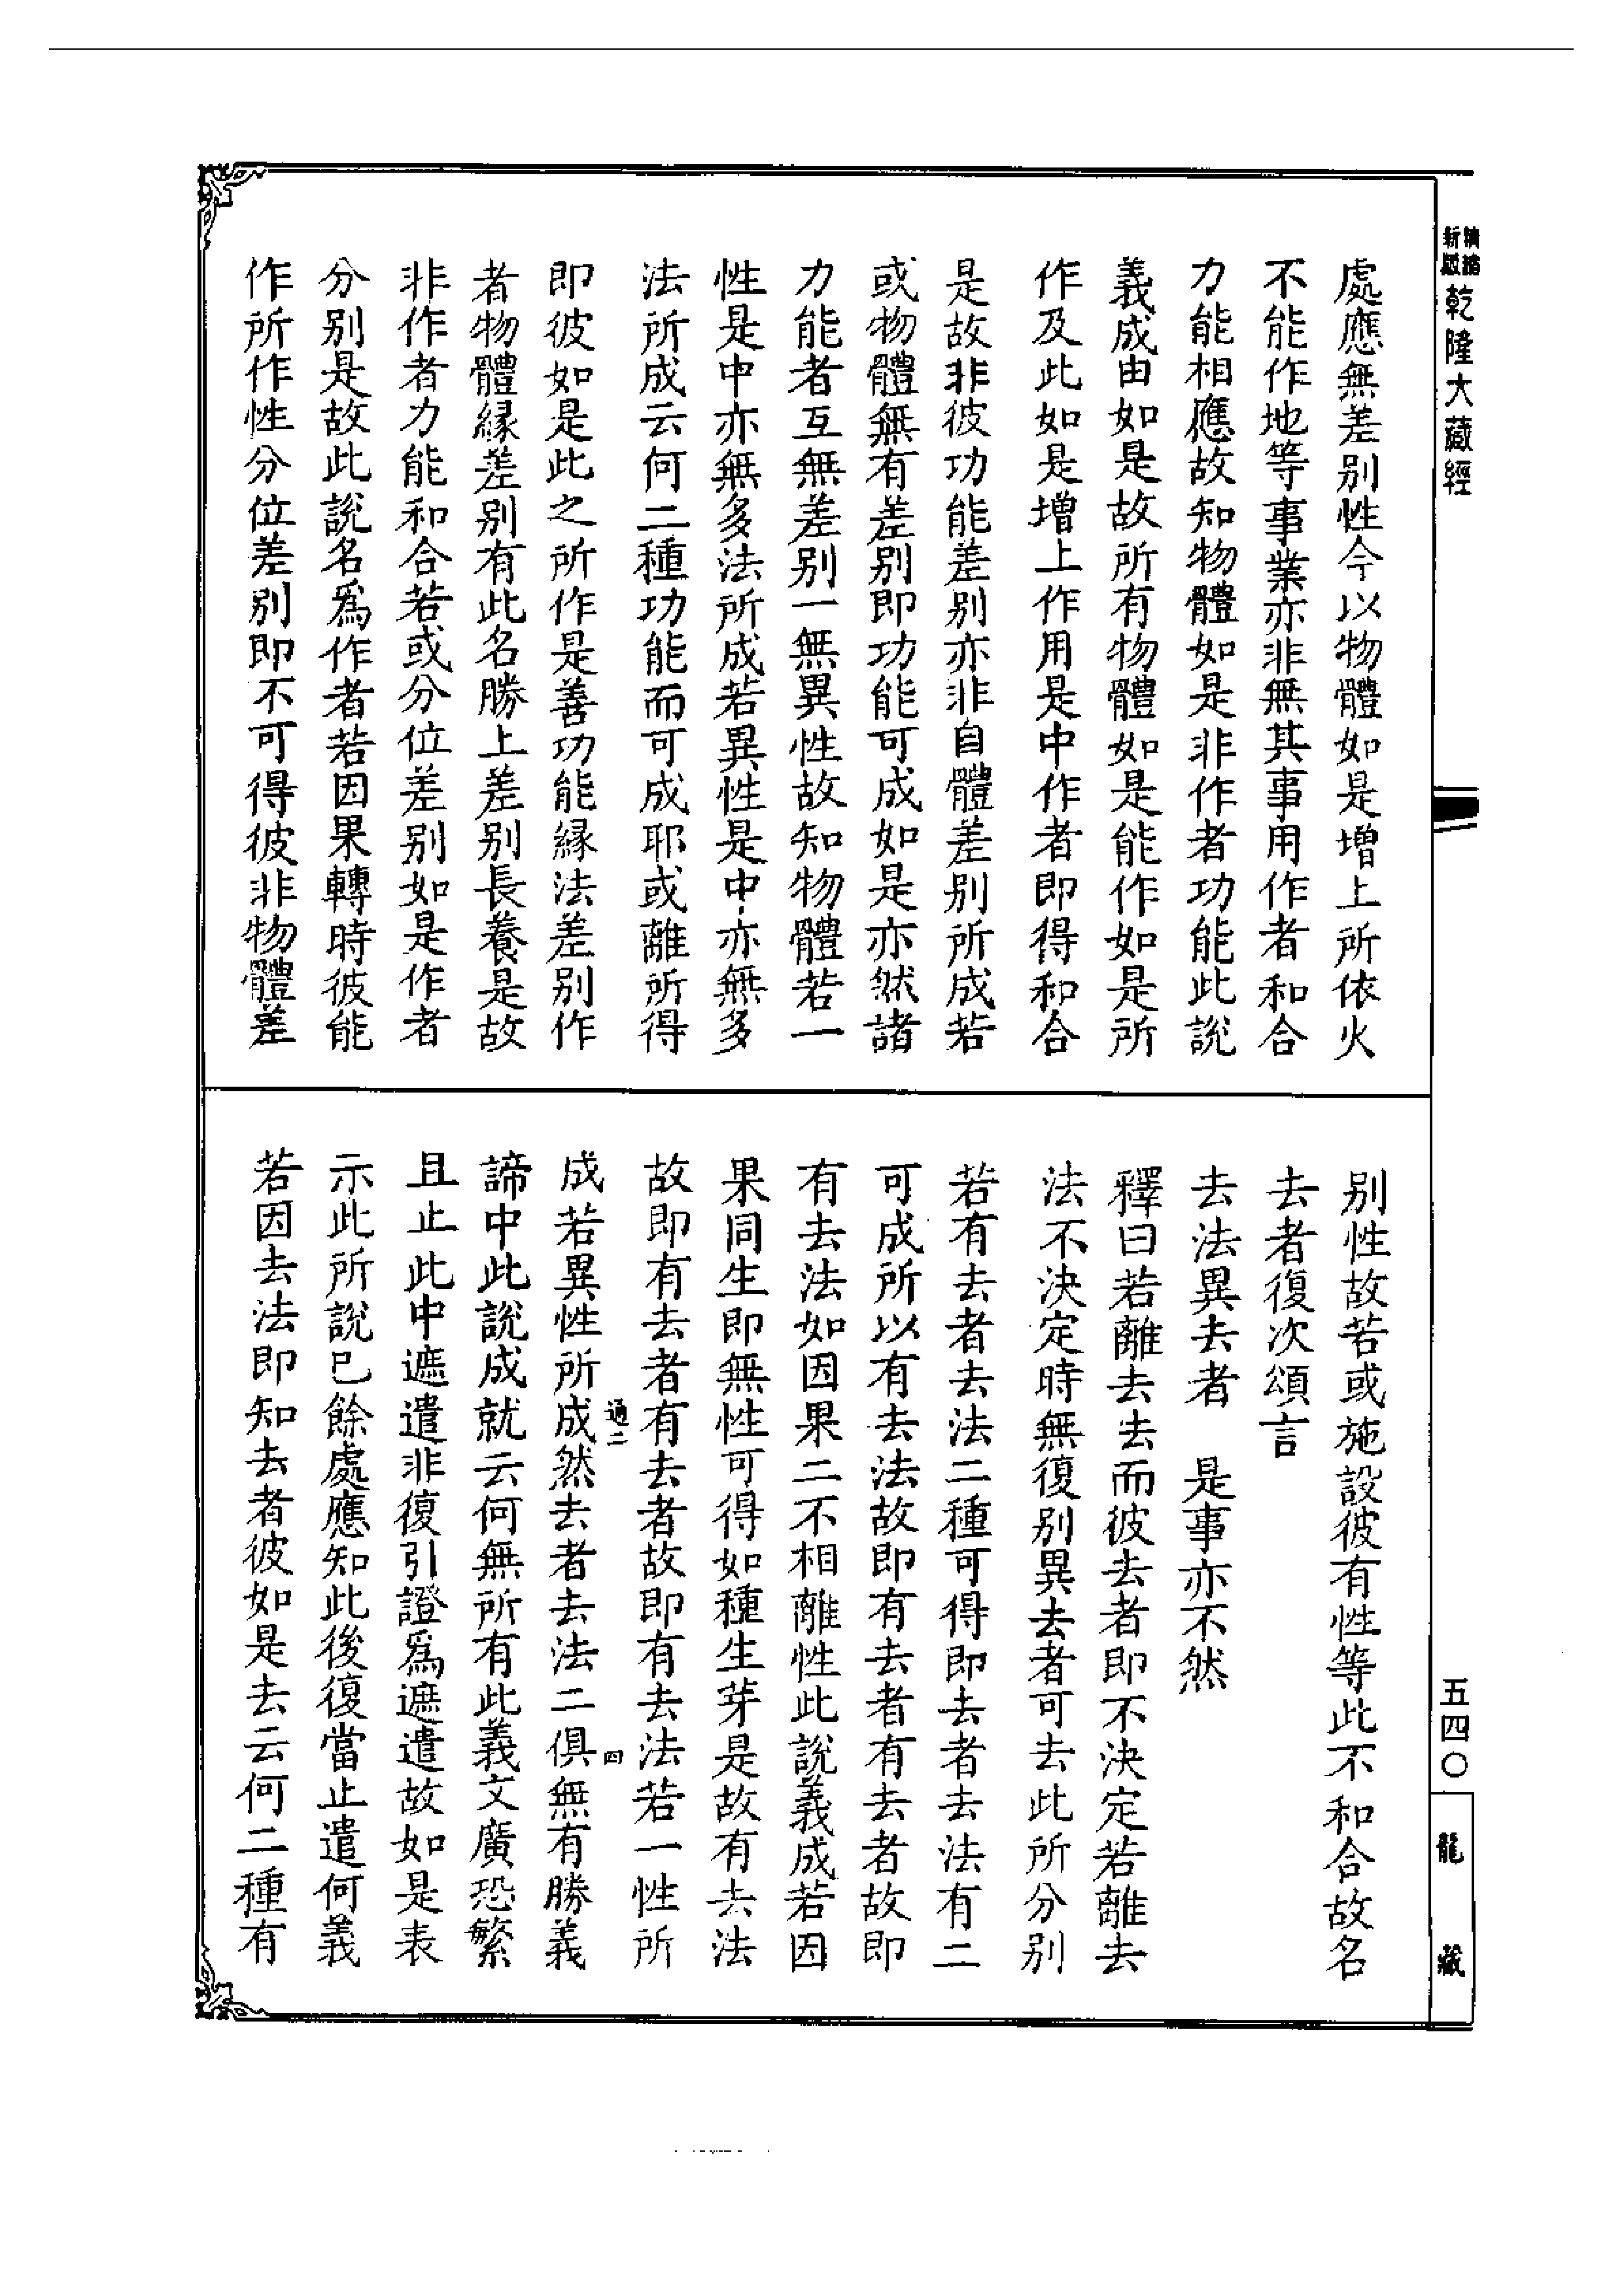 新版精縮乾隆大藏經
處應無差别性今以物體如是增上所依火
不能作地等事業亦非無其事用作者和合
力能相應故知物體如是非作者功能此說
義成由如是故所有物體如是能作如是所
作及此如是增上作用是中作者即得和合
是故非彼功能差别亦非自體差别所成若
或物體無有差别即功能可成如是亦然諸
力能者互無差别一無異性故知物體若一
性是中亦無多法所成若異性是中亦無多
法所成云何二種功能而可成耶或離所得
即彼如是此之所作是善功能緣法差别作
者物體緣差别有此名勝上差别長養是故
非作者力能和合若或分位差别如是作者
分别是故此說名爲作者若因果轉時彼能
作所作性分位差别即不可得彼非物體差
别性故若或施設彼有性等此不和合故名
去者復次頌言
去法異去者　是事亦不然
釋曰若離去去而彼去者即不決定若離去
法不決定時無復别異去者可去此所分别
若有去者去法二種可得即去者去法有二
可成所以有去法故即有去者有去者故即
有去法如因果二不相離性此說義成若因
果同生即無性可得如種生芽是故有去法
故即有去者有去者故即有去法若一性所
通二　四
成若異性所成然去者去法二俱無有勝義
諦中此說成就云何無所有此義文廣恐繁
且止此中遮遣非復引證爲遮遣故如是表
示此所說已餘處應知此後復當止遣何義
若因去法即知去者彼如是去云何二種有
五四〇
龍藏